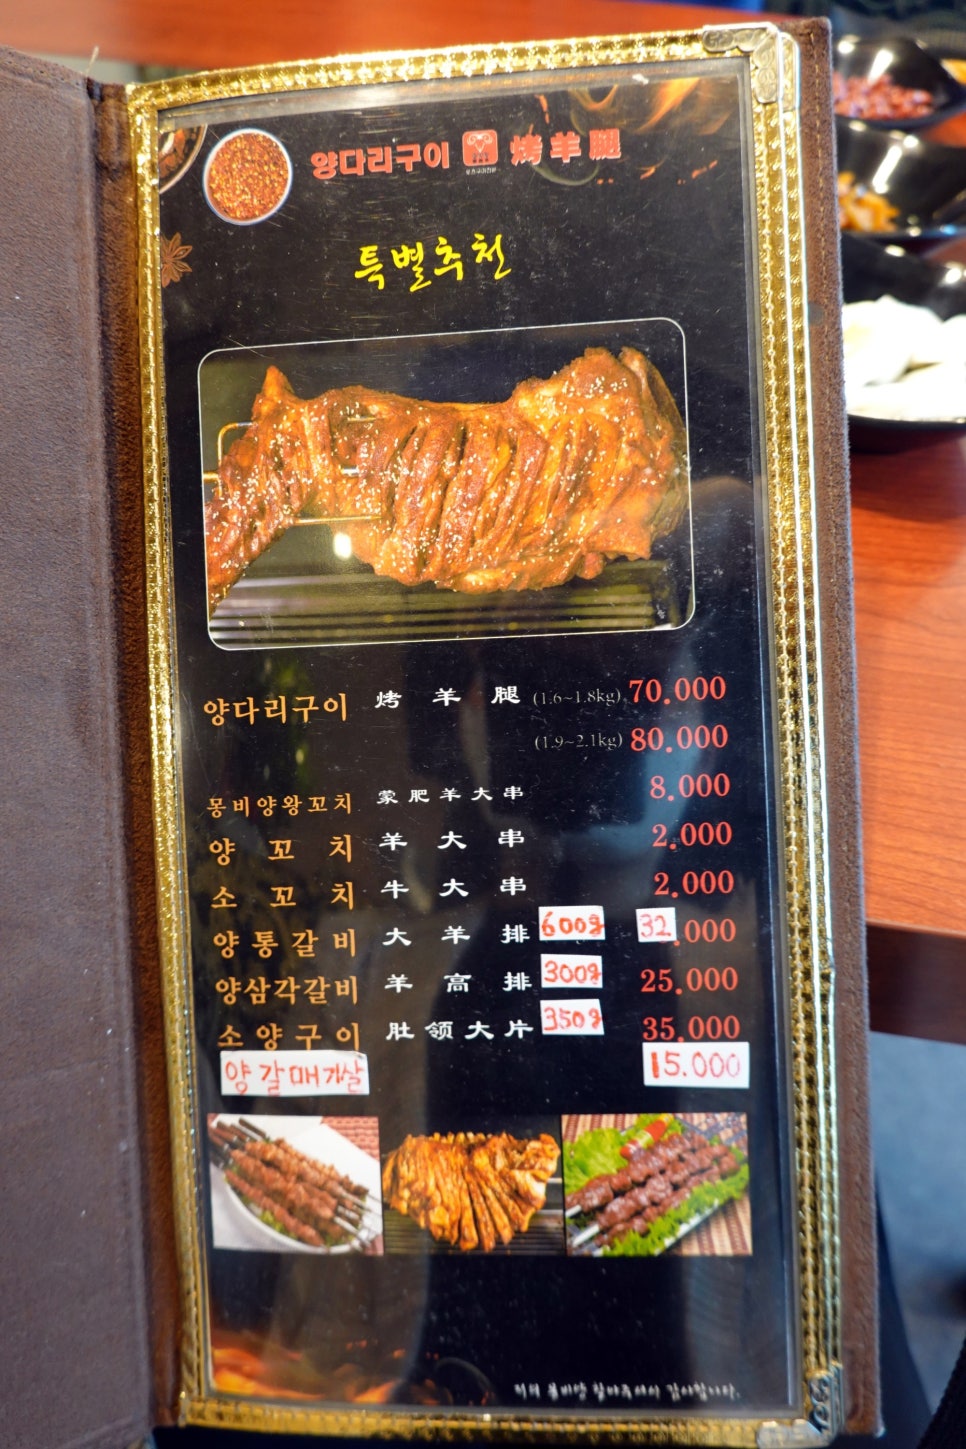 양다리구이 烤羊腿
특별추천
양다리구이 烤 羊 腿 (1.6~1.8kg) 70.000
(1.9~2.1kg) 80.000
몽비양왕꼬치 蒙肥羊大串 8.000
양 꼬 치 羊 大 串 2.000
소 꼬 치 牛 大 串 2.000
양통갈비 大 羊 排 600g 32.000
양삼각갈비 羊 高 排 300g 25.000
소양구이 肚领大片 350g 35.000
양갈매기살 15.000